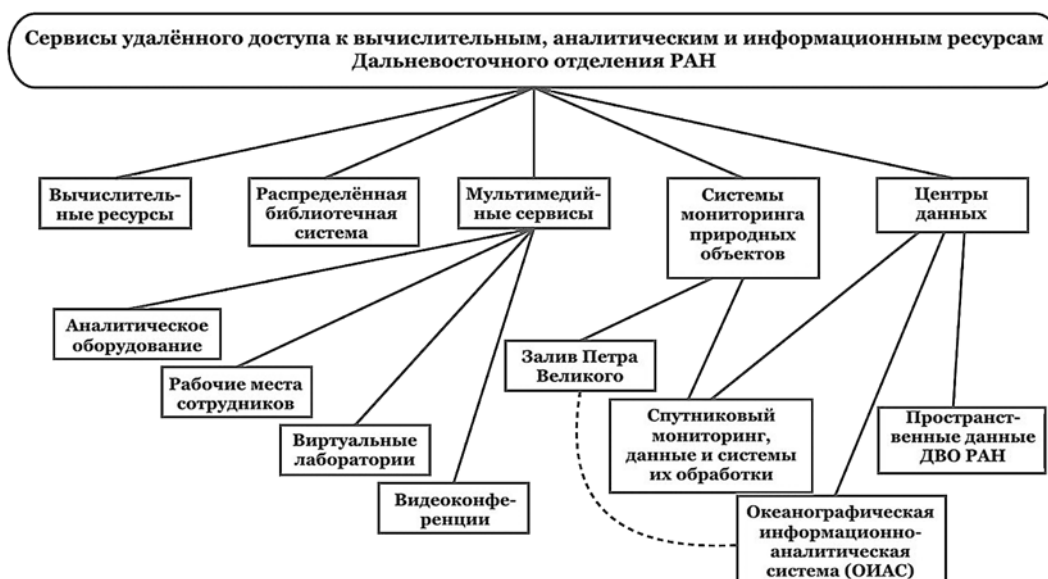 Сервисы удалённого доступа к вычислительным, аналитическим и информационным ресурсам
Дальневосточного отделения РАН
Вычислитель-
ные ресурсы
Распределённая
библиотечная
система
Мультимедий-
ные сервисы
Системы
мониторинга
природных
объектов
Центры
данных
Аналитическое
оборудование
Рабочие места
сотрудников
Виртуальные
лаборатории
Видеоконфе-
ренции
Залив Петра
Великого
Спутниковый
мониторинг,
данные и системы
их обработки
Пространст-
венные данные
ДВО РАН
Океанографическая
информационно-
аналитическая
система (ОИАС)